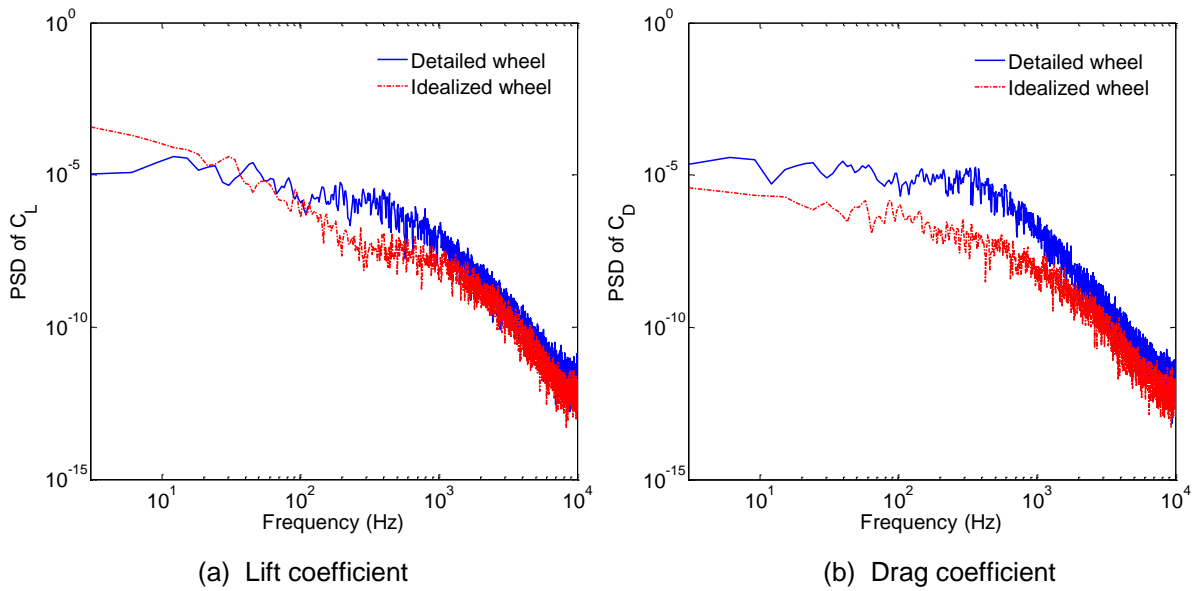 10^0
10^-5
10^-10
10^-15
PSD of C_L
Detailed wheel
Idealized wheel
10^1
10^2
10^3
10^4
Frequency (Hz)
(a) Lift coefficient
10^0
10^-5
10^-10
10^-15
PSD of C_D
Detailed wheel
Idealized wheel
10^1
10^2
10^3
10^4
Frequency (Hz)
(b) Drag coefficient